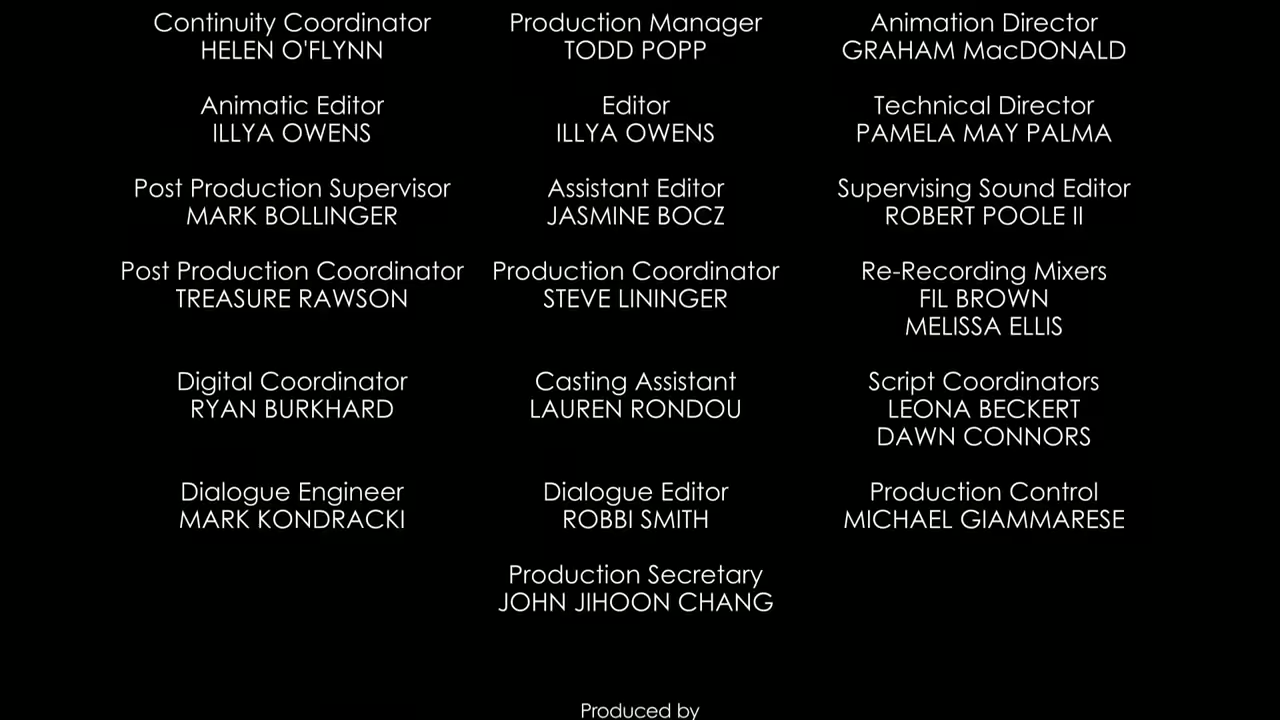 Continuity Coordinator
HELEN O'FLYNN
Production Manager
TODD POPP
Animation Director
GRAHAM MacDONALD
Animatic Editor
ILLYA OWENS
Editor
ILLYA OWENS
Technical Director
PAMELA MAY PALMA
Post Production Supervisor
MARK BOLLINGER
Assistant Editor
JASMINE BOCZ
Supervising Sound Editor
ROBERT POOLE II
Post Production Coordinator
TREASURE RAWSON
Production Coordinator
STEVE LININGER
Re-Recording Mixers
FIL BROWN
MELISSA ELLIS
Digital Coordinator
RYAN BURKHARD
Casting Assistant
LAUREN RONDOU
Script Coordinators
LEONA BECKERT
DAWN CONNORS
Dialogue Engineer
MARK KONDRACKI
Dialogue Editor
ROBBI SMITH
Production Control
MICHAEL GIAMMARESE
Production Secretary
JOHN JIHOON CHANG
Produced by